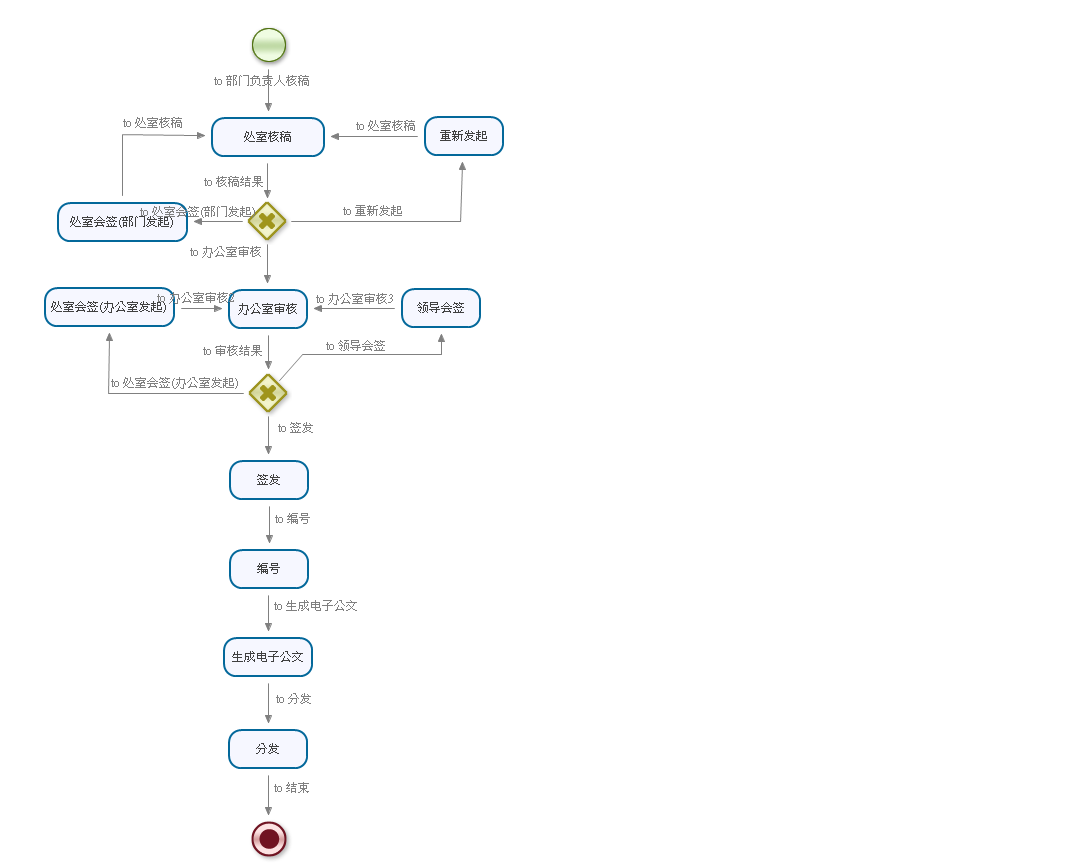 to 部门负责人核稿
to 处室核稿
处室核稿
to 处室核稿
重新发起
to 核稿结果
处室会签(部门发起)
to 处室会签(部门发起)
to 重新发起
to 办公室审核
处室会签(办公室发起)
to 办公室审核2
办公室审核
to 办公室审核3
领导会签
to 审核结果
to 领导会签
to 处室会签(办公室发起)
to 签发
签发
to 编号
编号
to 生成电子公文
生成电子公文
to 分发
分发
to 结束